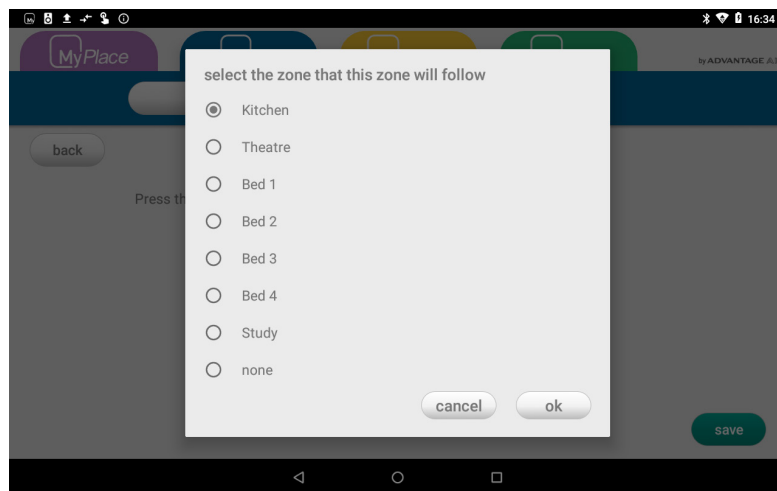 16:34
MyPlace
by ADVANTAGE AI
select the zone that this zone will follow
Kitchen
Theatre
Bed 1
Bed 2
Bed 3
Bed 4
Study
none
cancel
ok
back
Press th
save